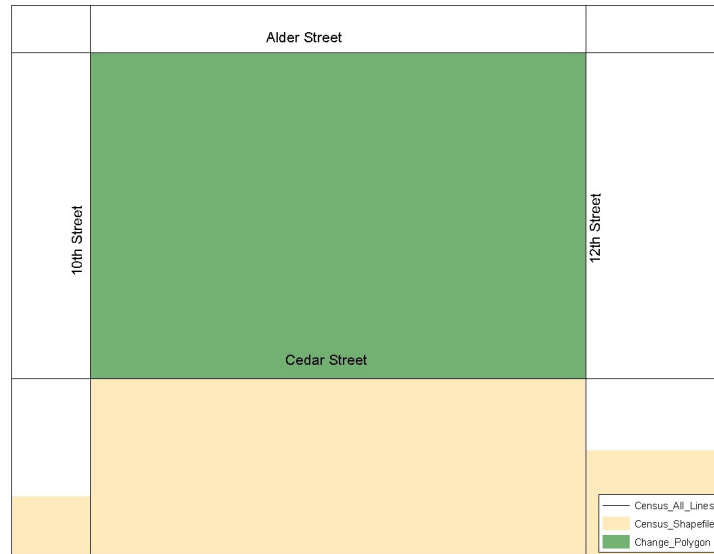 Alder Street
10th Street
12th Street
Cedar Street
Census_All_Lines
Census_Shapefile
Change_Polygon